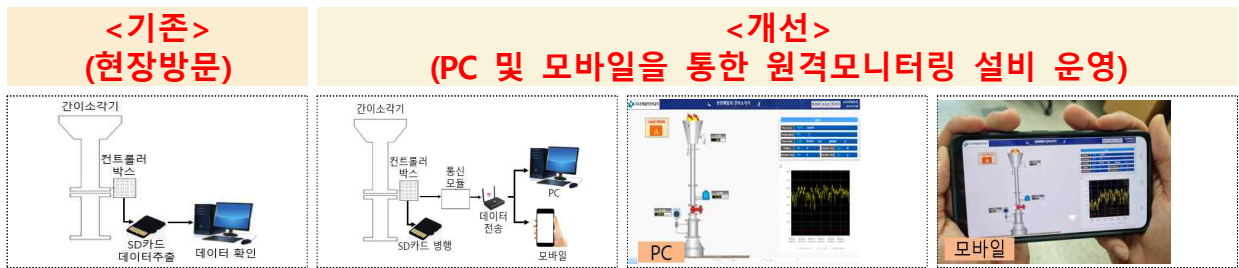 <기존>
(현장방문)
<개선>
(PC 및 모바일을 통한 원격모니터링 설비 운영)
간이소각기
컨트롤러
박스
SD카드
데이터추출
데이터 확인
간이소각기
컨트롤러
박스
통신
모듈
데이터
전송
PC
SD카드 병행
모바일
PC
모바일